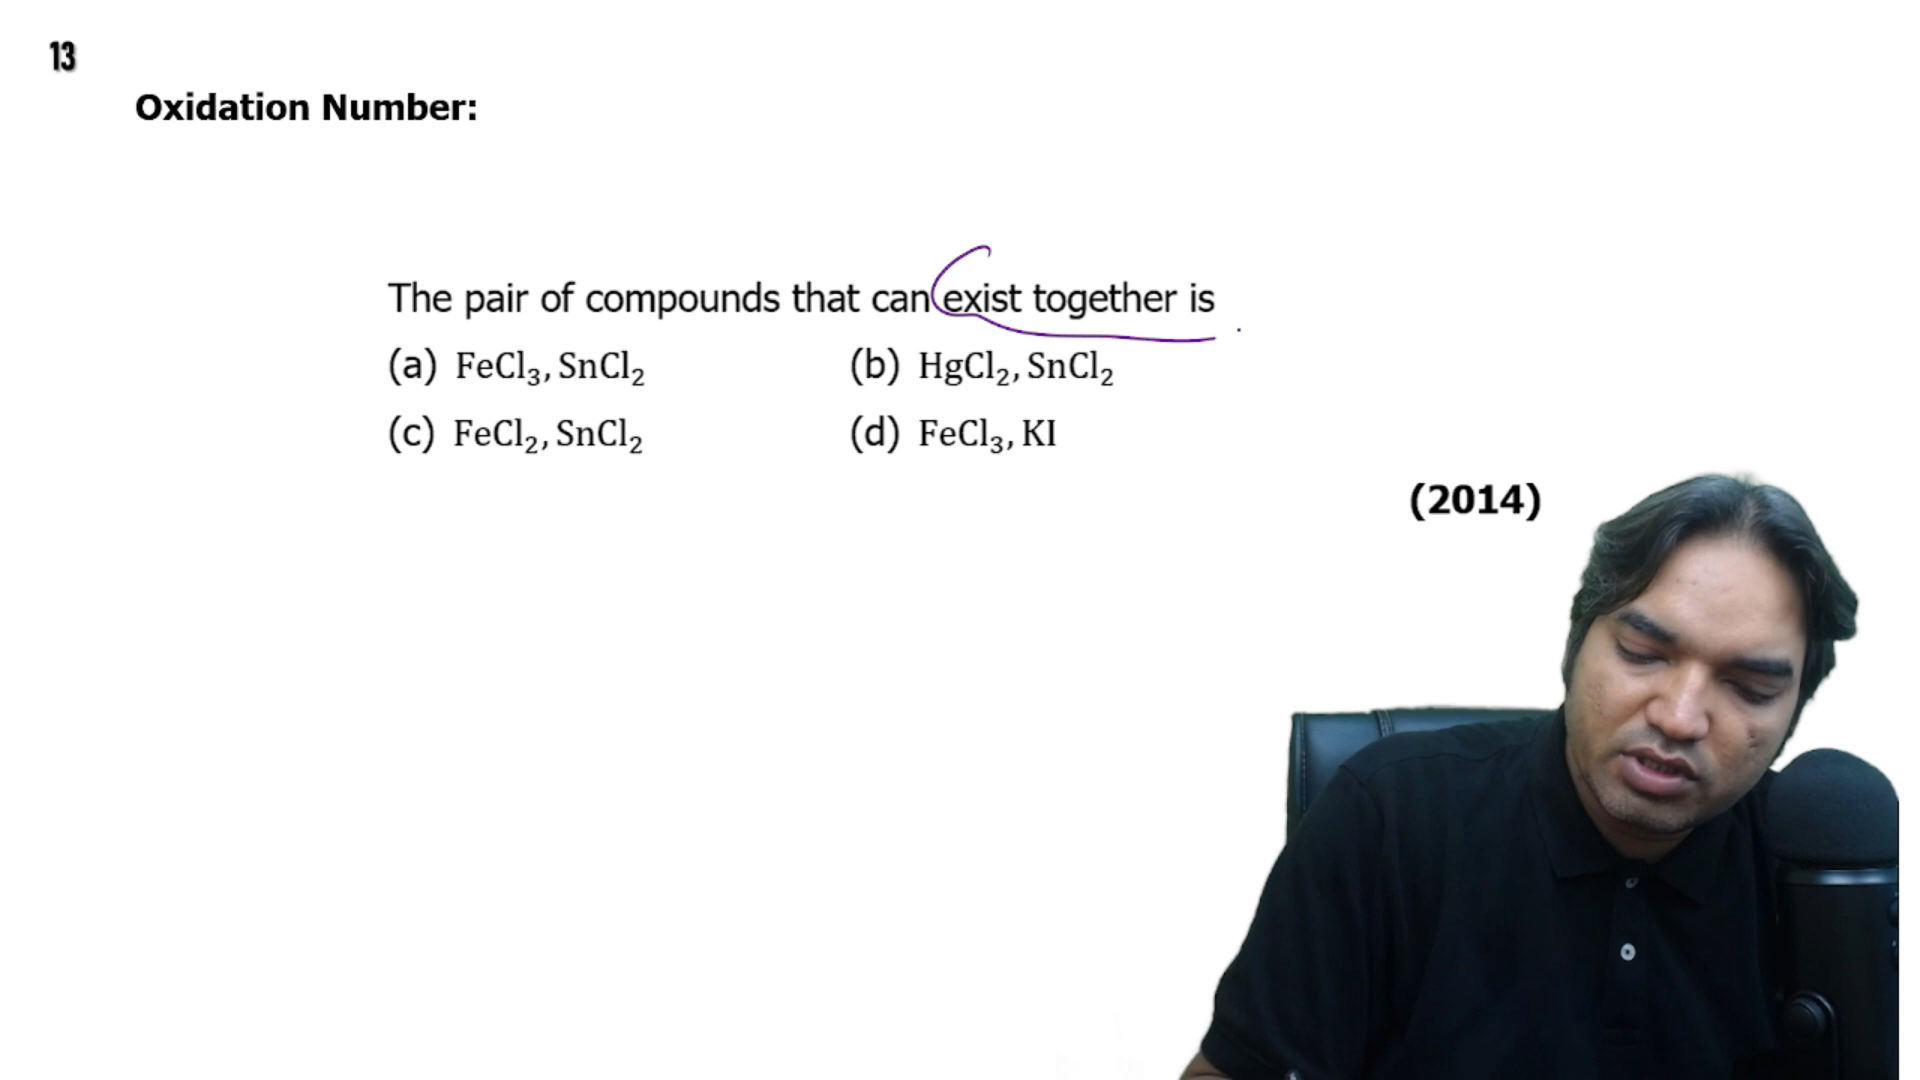 13
Oxidation Number:
The pair of compounds that can exist together is
(a) FeCl₃, SnCl₂ (b) HgCl₂, SnCl₂
(c) FeCl₂, SnCl₂ (d) FeCl₃, KI
(2014)